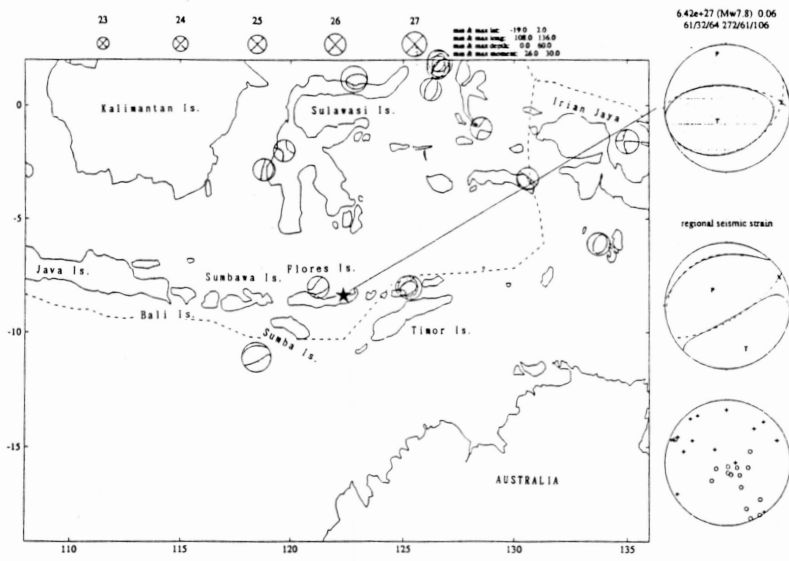 23 24 25 26 27
min & max lat: -19.0 2.0
min & max long: 108.0 136.0
min & max depth: 0.0 60.0
min & max moment: 26.0 30.0
6.42e+27 (Mw7.8) 0.06
61/32/64 272/61/106
P
T
0
Kalimantan Is.
Sulawasi Is.
Irian Jaya
-5
regional seismic strain
P
T
Java Is.
Sumbawa Is.
Flores Is.
Bali Is.
Sumba Is.
Timor Is.
-10
-15
AUSTRALIA
110 115 120 125 130 135